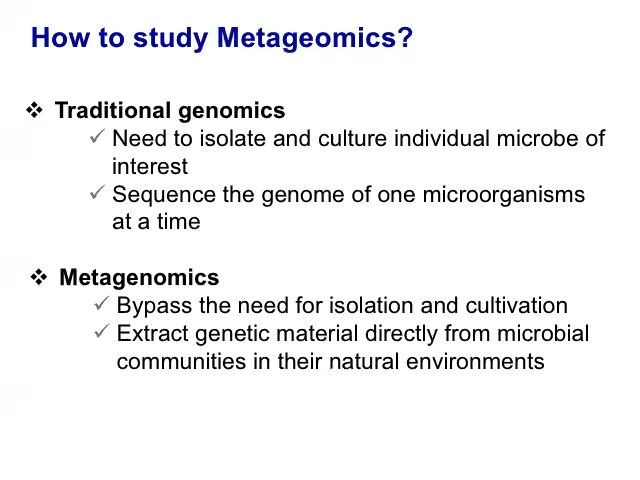 How to study Metageomics?
❖ Traditional genomics
✓ Need to isolate and culture individual microbe of
interest
✓ Sequence the genome of one microorganisms
at a time
❖ Metagenomics
✓ Bypass the need for isolation and cultivation
✓ Extract genetic material directly from microbial
communities in their natural environments